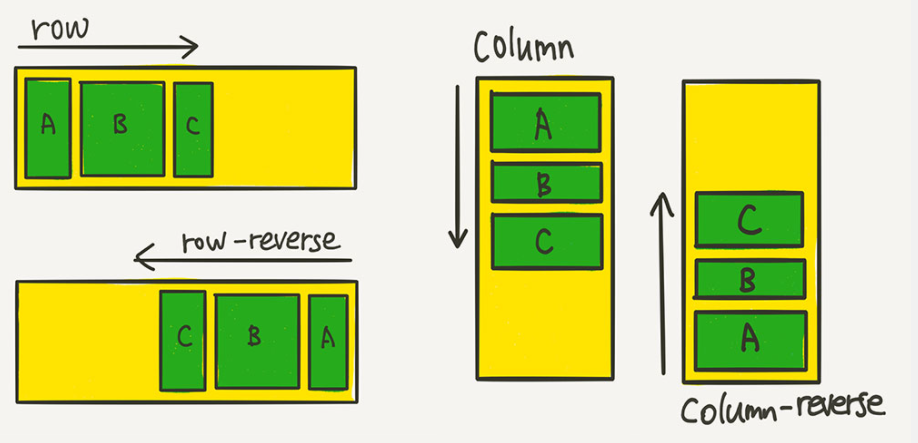 row
A B C
row-reverse
C B A
column
A
B
C
C
B
A
column-reverse